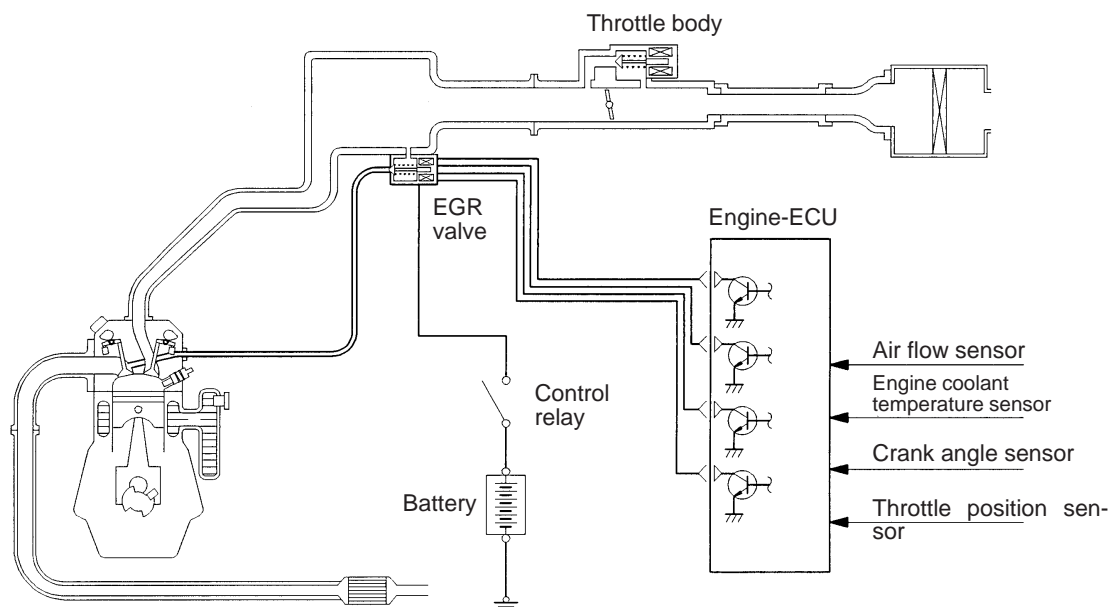 Throttle body
EGR
valve
Engine-ECU
Air flow sensor
Engine coolant
temperature sensor
Control
relay
Crank angle sensor
Battery
Throttle position sen-
sor